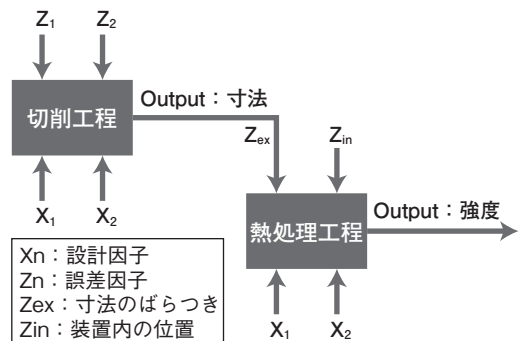 Z₁ Z₂
切削工程
Output：寸法
X₁ X₂
Zex Zin
熱処理工程
Output：強度
X₁ X₂
Xn：設計因子
Zn：誤差因子
Zex：寸法のばらつき
Zin：装置内の位置